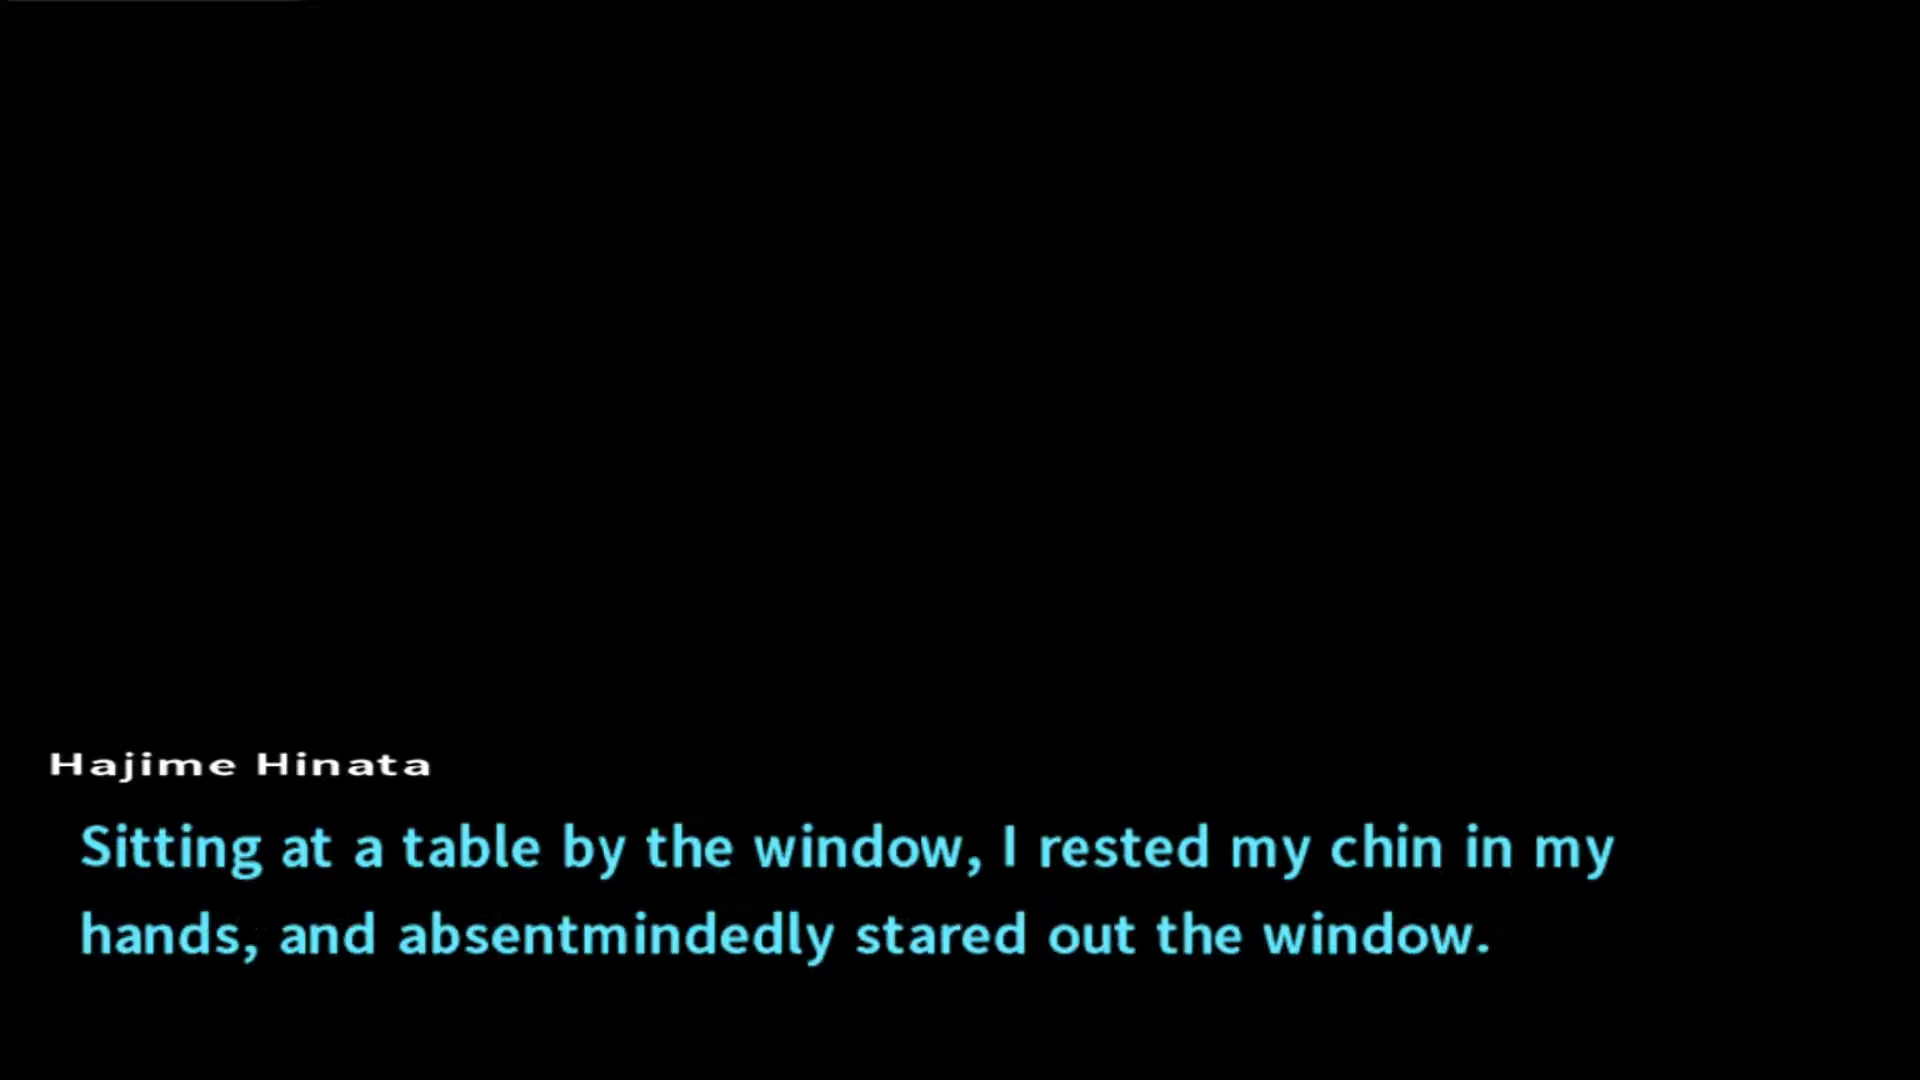 Hajime Hinata
Sitting at a table by the window, I rested my chin in my
hands, and absentmindedly stared out the window.